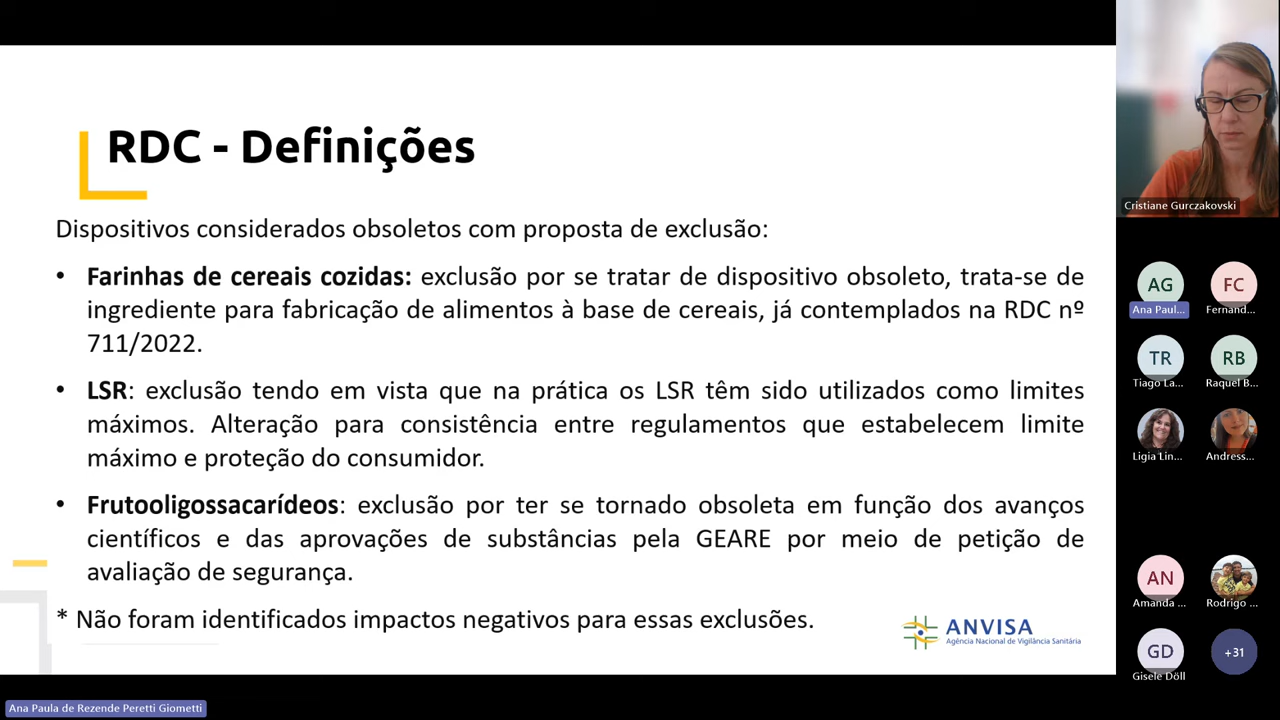 RDC - Definições
Dispositivos considerados obsoletos com proposta de exclusão:
• Farinhas de cereais cozidas: exclusão por se tratar de dispositivo obsoleto, trata-se de
ingrediente para fabricação de alimentos à base de cereais, já contemplados na RDC nº
711/2022.
• LSR: exclusão tendo em vista que na prática os LSR têm sido utilizados como limites
máximos. Alteração para consistência entre regulamentos que estabelecem limite
máximo e proteção do consumidor.
• Frutooligossacarídeos: exclusão por ter se tornado obsoleta em função dos avanços
científicos e das aprovações de substâncias pela GEARE por meio de petição de
avaliação de segurança.
* Não foram identificados impactos negativos para essas exclusões.
ANVISA
Agência Nacional de Vigilância Sanitária
Ana Paula de Rezende Peretti Giometti
Cristiane Gurczakovski
AG
FC
Ana Paul...
Fernand...
TR
RB
Tiago La...
Raquel B...
Ligia Lin...
Andress...
AN
Amanda ...
Rodrigo ...
GD
+31
Gisele Döll